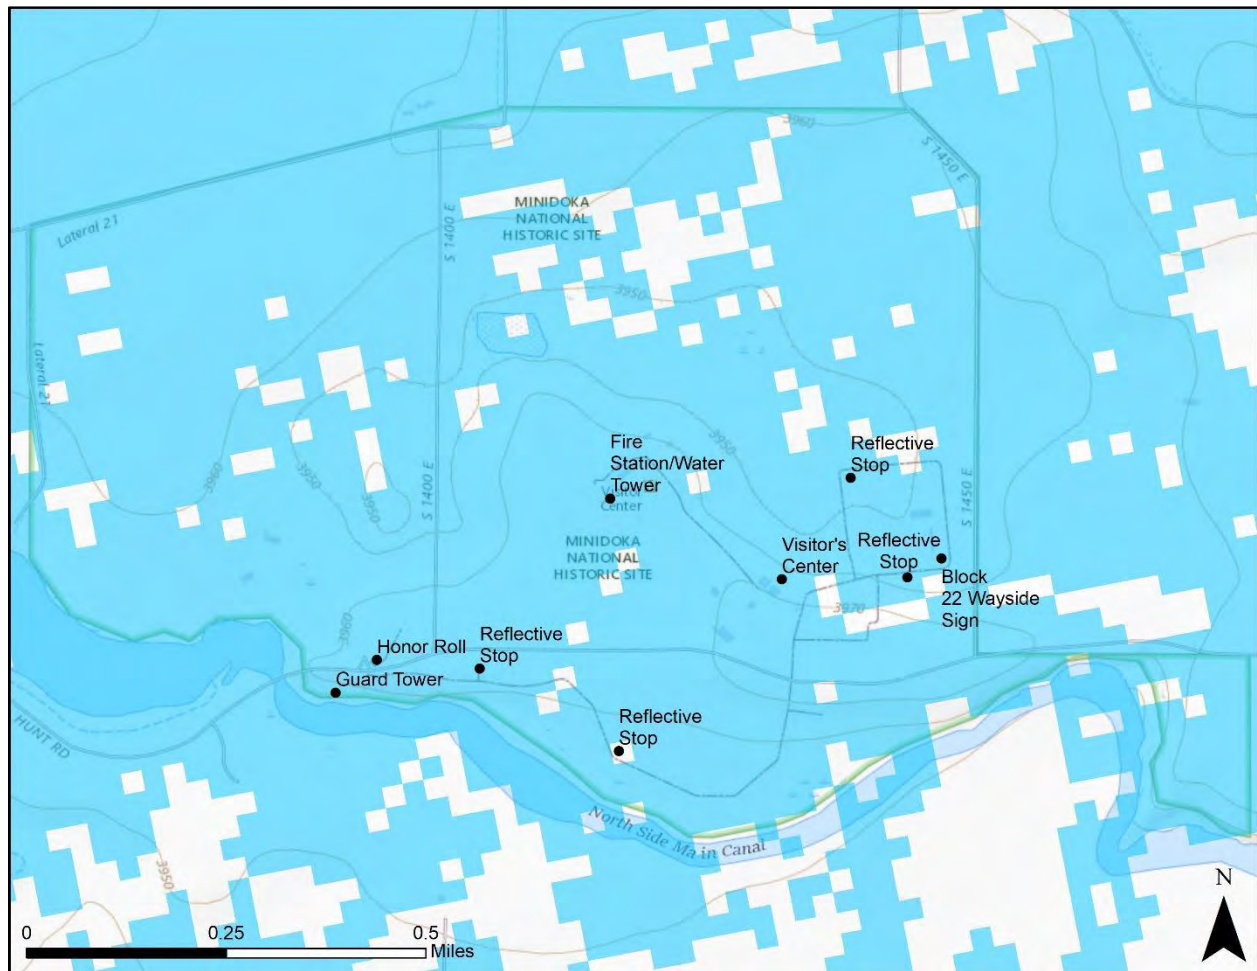 3960
S 1450 E
Lateral 21
MINIDOKA
NATIONAL
HISTORIC SITE
S 1400 E
3950
Lateral 21
Fire
Station/Water
Tower
Visitor
Center
3950
Reflective
Stop
3960
3950
3950
S 1400 E
S 1450 E
MINIDOKA
NATIONAL
HISTORIC SITE
Visitor's
Center
Reflective
Stop
Block
22 Wayside
Sign
3970
3960
Honor Roll
Reflective
Stop
Guard Tower
HUNT RD
Reflective
Stop
North Side Main Canal
3950
N
0 0.25 0.5
Miles